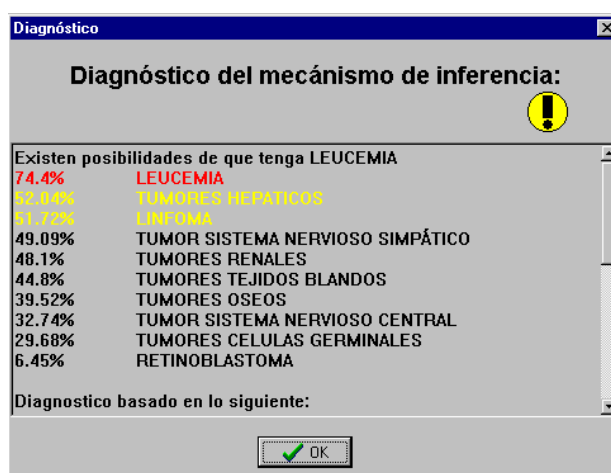 Diagnóstico
Diagnóstico del mecánismo de inferencia:
Existen posibilidades de que tenga LEUCEMIA
74.4% LEUCEMIA
52.04% TUMORES HEPATICOS
51.72% LINFOMA
49.09% TUMOR SISTEMA NERVIOSO SIMPÁTICO
48.1% TUMORES RENALES
44.8% TUMORES TEJIDOS BLANDOS
39.52% TUMORES OSEOS
32.74% TUMOR SISTEMA NERVIOSO CENTRAL
29.68% TUMORES CELULAS GERMINALES
6.45% RETINOBLASTOMA
Diagnostico basado en lo siguiente:
OK